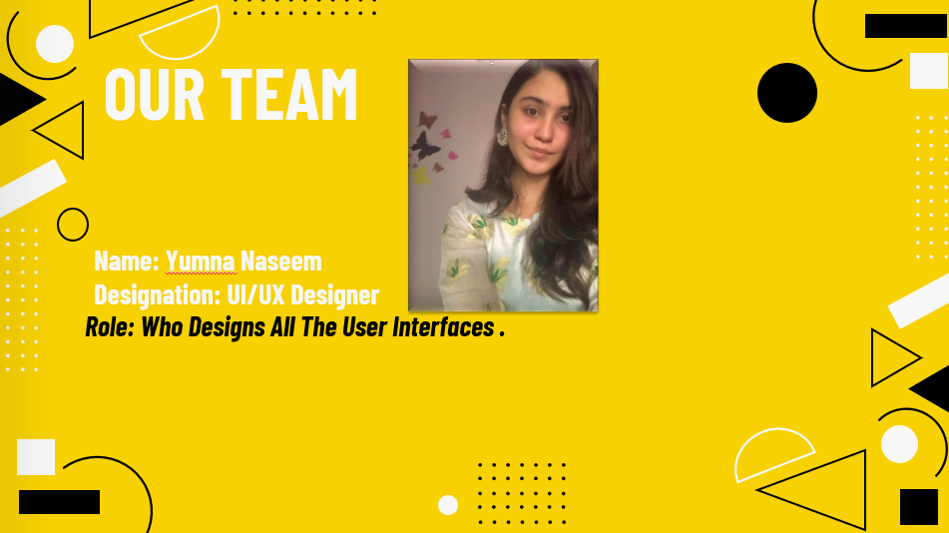 OUR TEAM
Name: Yumna Naseem
Designation: UI/UX Designer
Role: Who Designs All The User Interfaces .